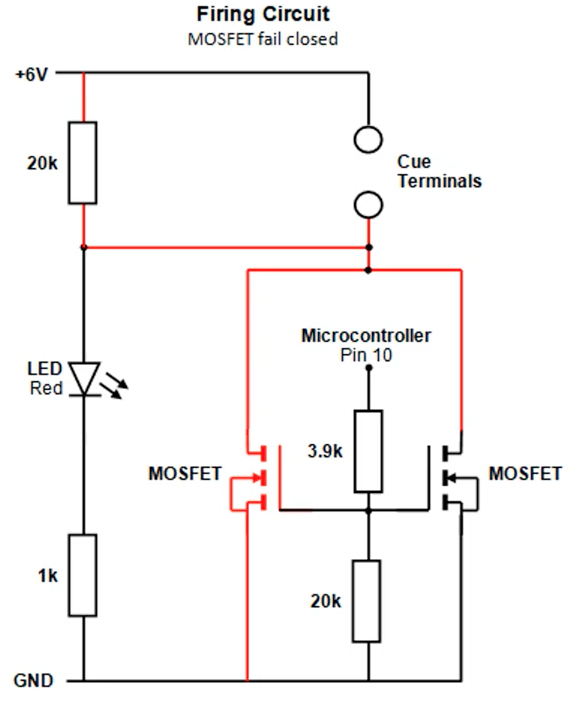 Firing Circuit
MOSFET fail closed
+6V
20k
Cue
Terminals
Microcontroller
Pin 10
LED
Red
3.9k
MOSFET
MOSFET
1k
20k
GND